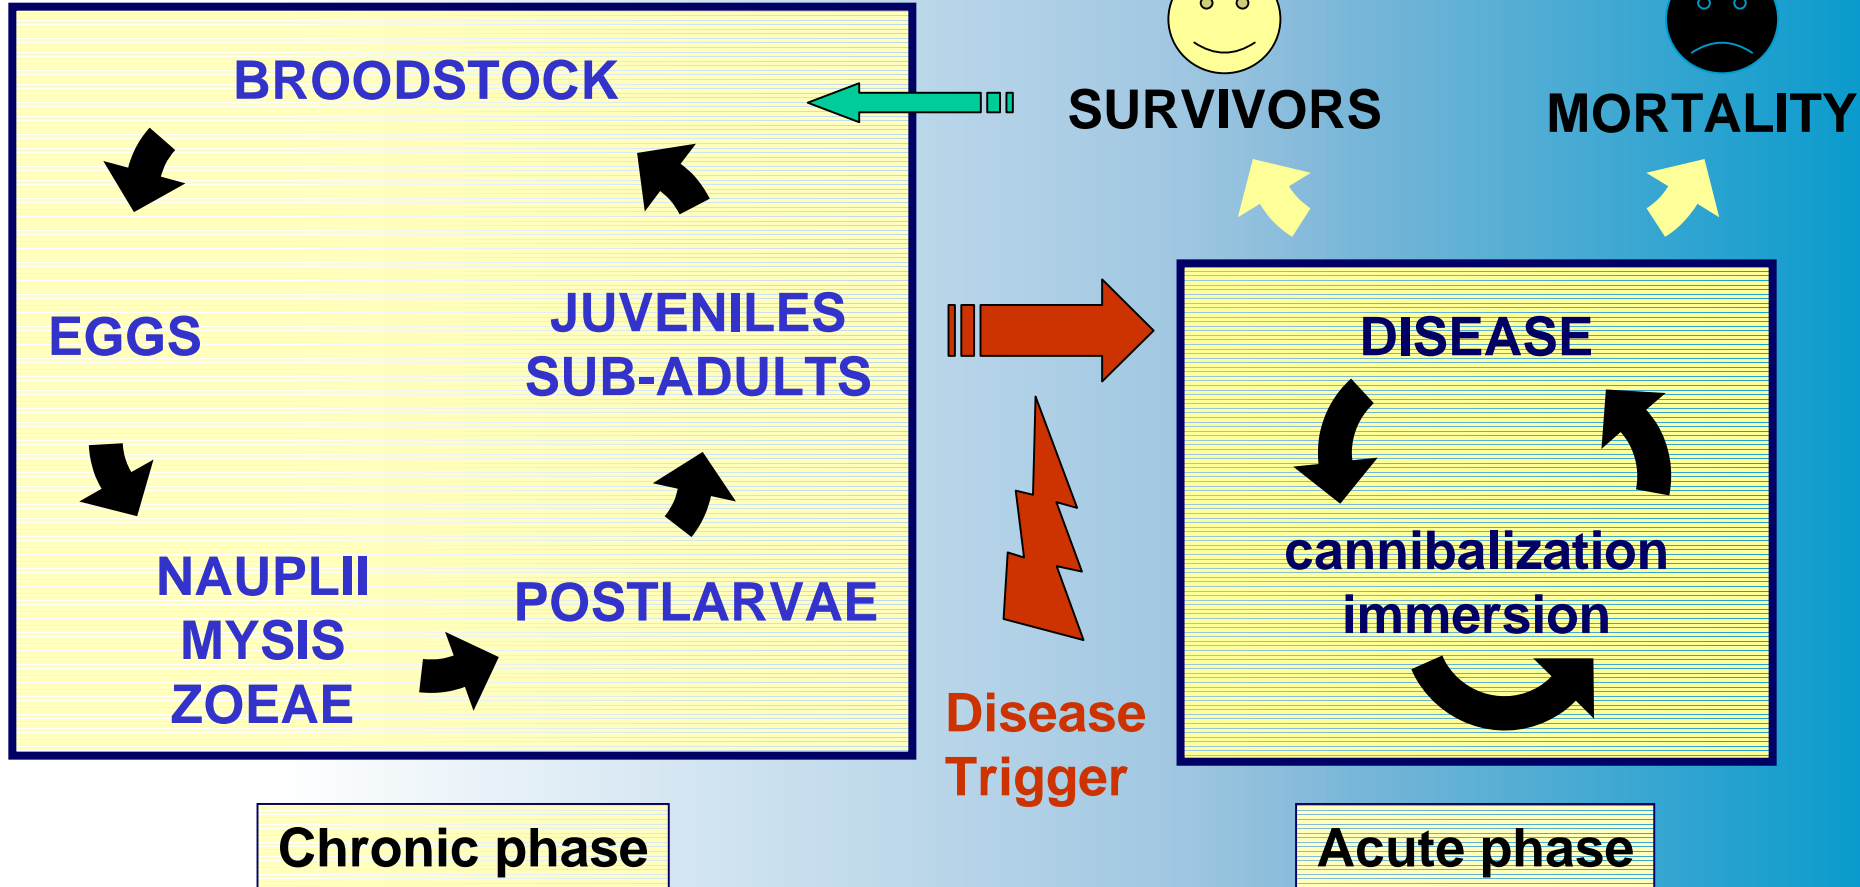 BROODSTOCK
SURVIVORS
MORTALITY
EGGS
JUVENILES
SUB-ADULTS
DISEASE
NAUPLII
MYSIS
ZOEAE
POSTLARVAE
cannibalization
immersion
Disease
Trigger
Chronic phase
Acute phase